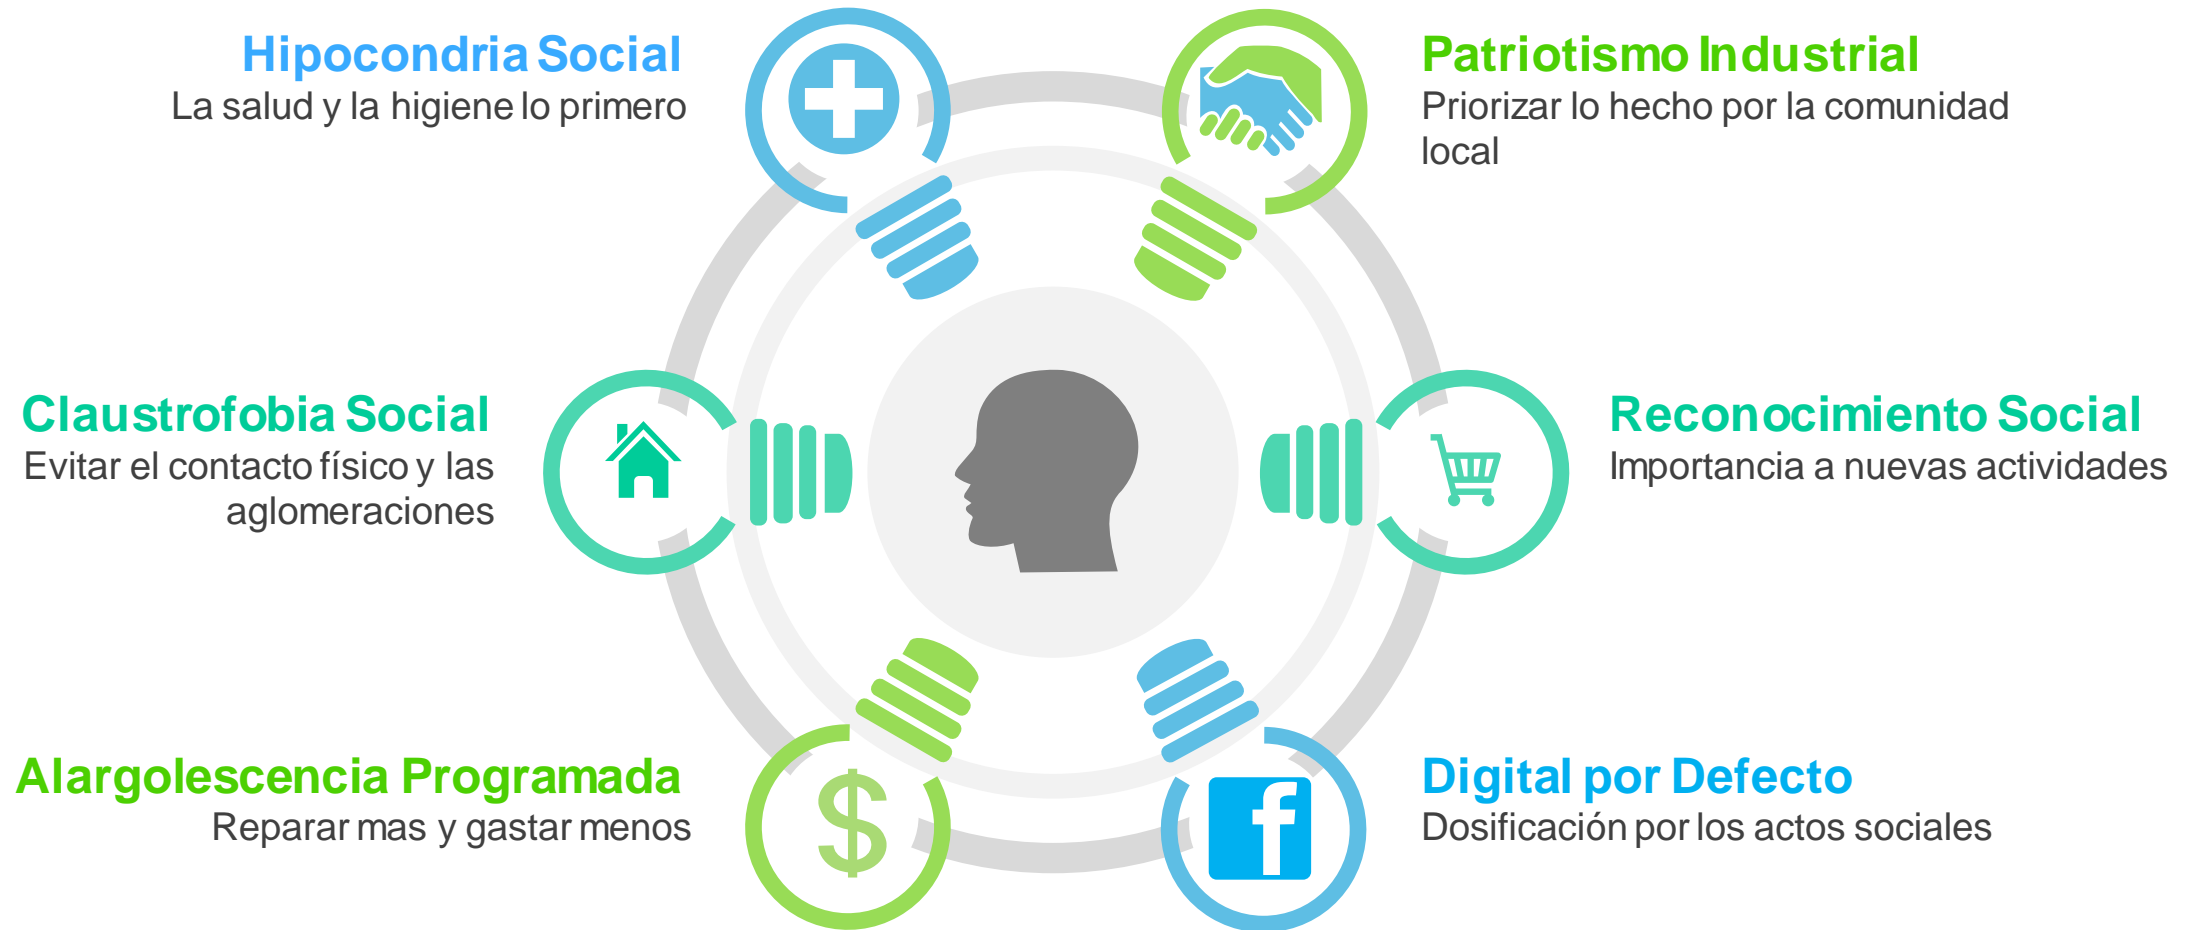 Hipocondria Social
La salud y la higiene lo primero
Patriotismo Industrial
Priorizar lo hecho por la comunidad
local
Claustrofobia Social
Evitar el contacto físico y las
aglomeraciones
Reconocimiento Social
Importancia a nuevas actividades
Alargolescencia Programada
Reparar mas y gastar menos
$
Digital por Defecto
Dosificación por los actos sociales
f